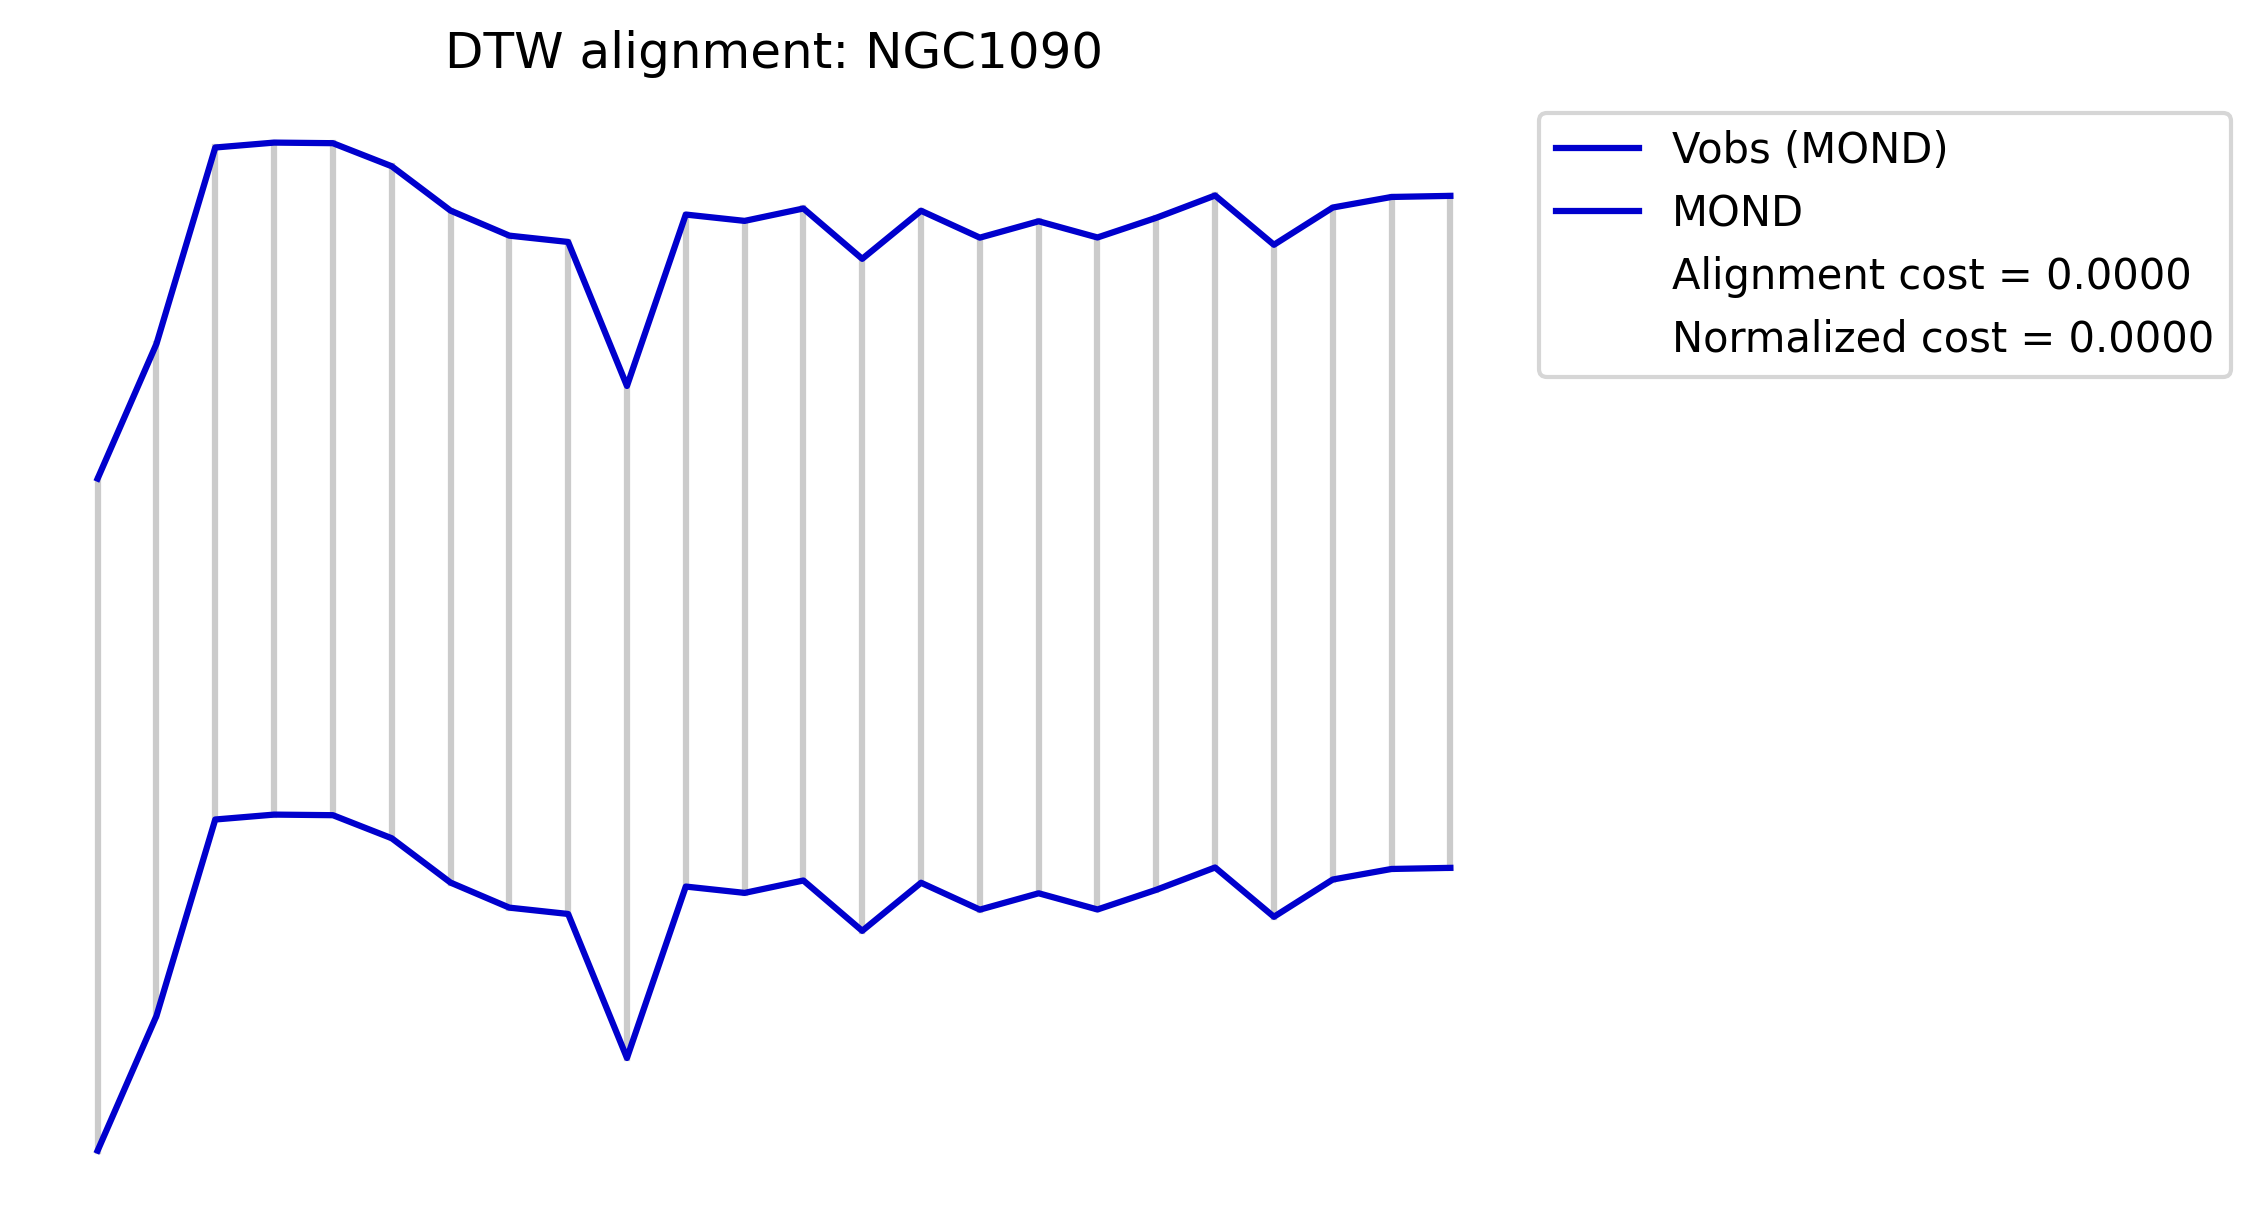 DTW alignment: NGC1090
Vobs (MOND)
MOND
Alignment cost = 0.0000
Normalized cost = 0.0000